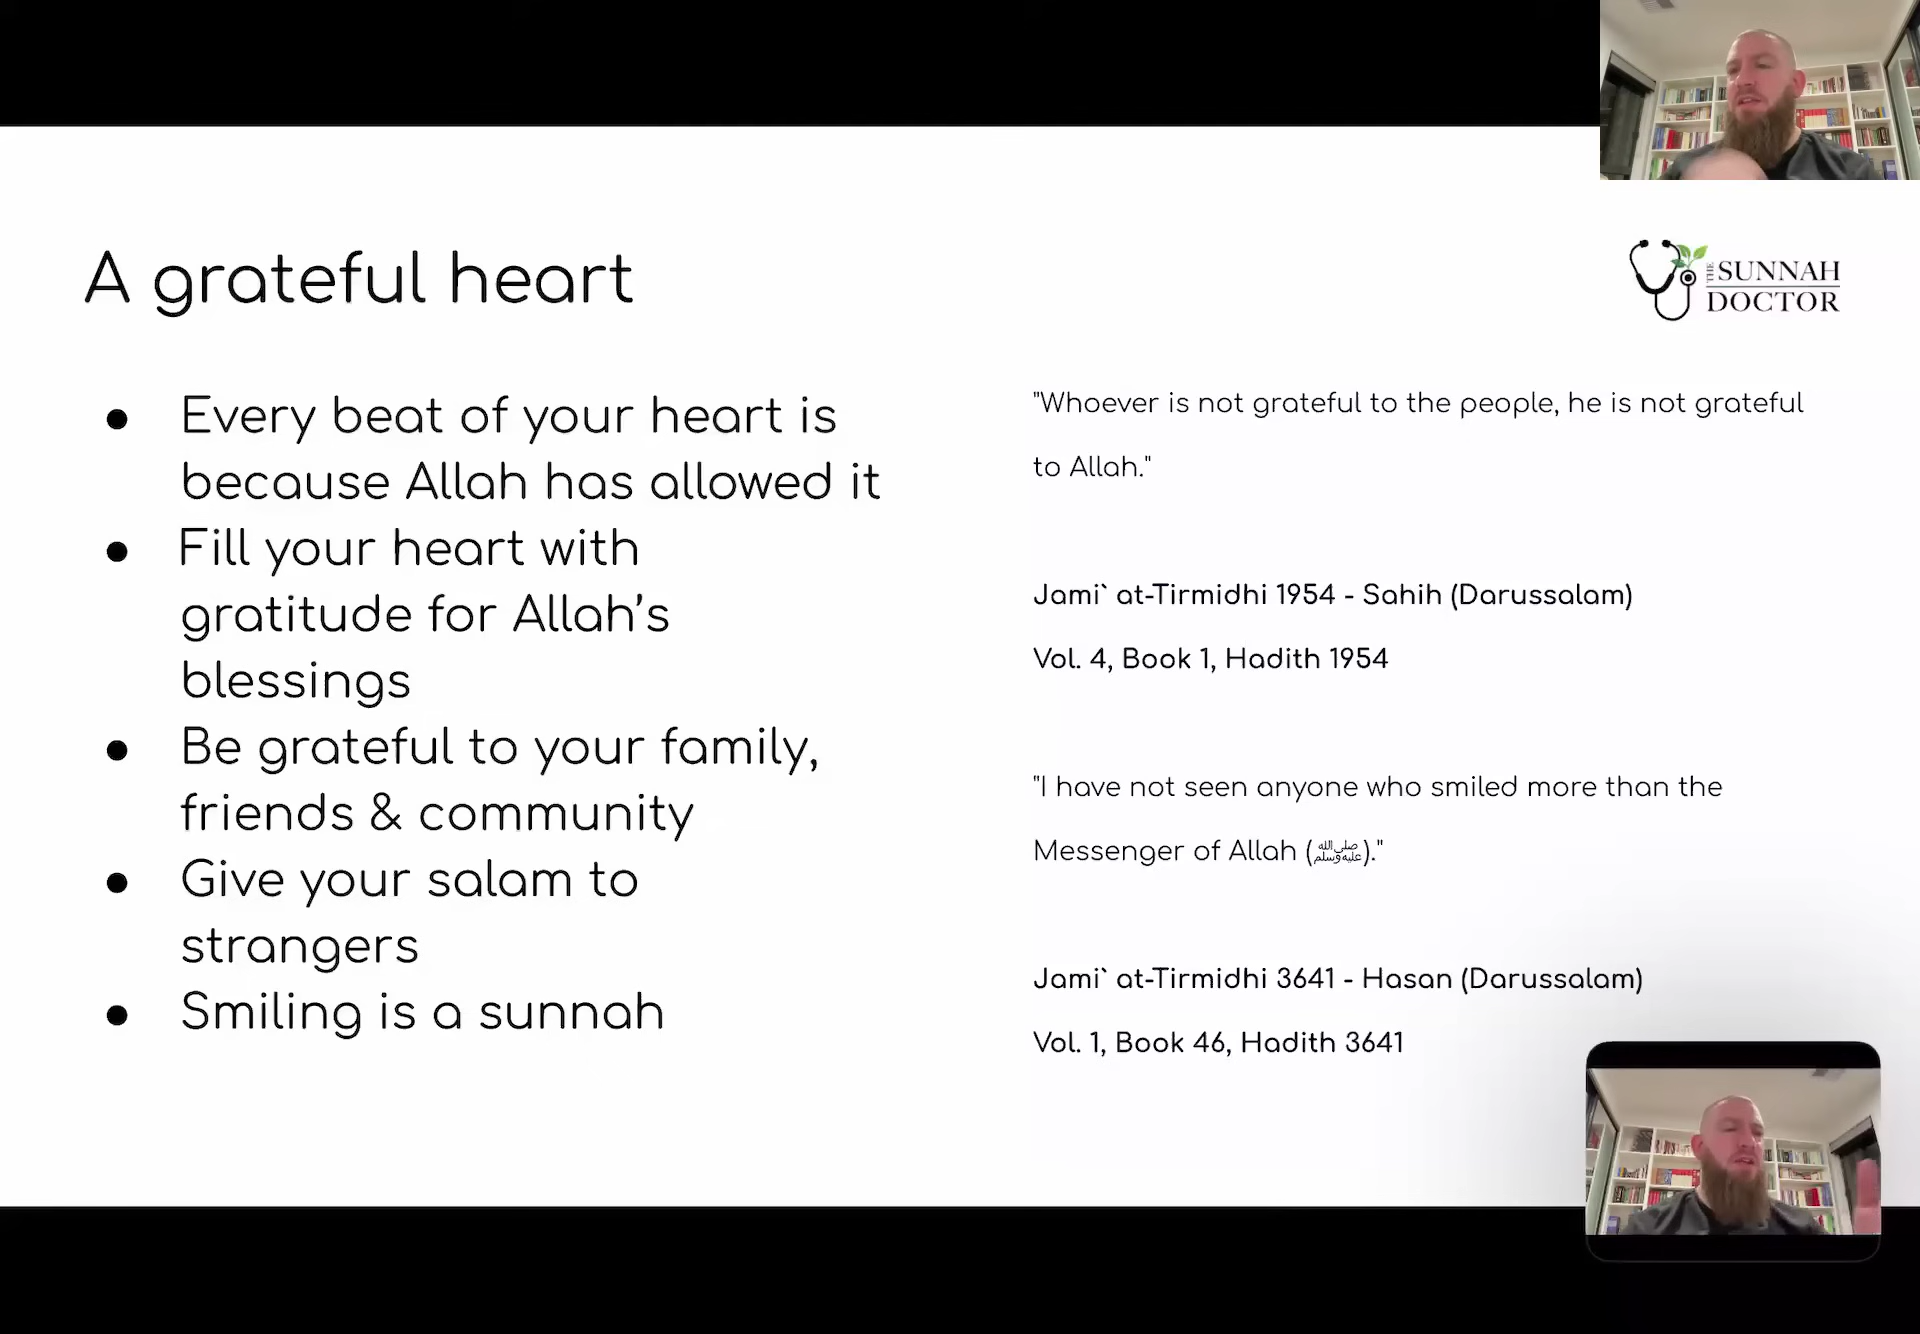 A grateful heart
THE SUNNAH
DOCTOR
● Every beat of your heart is
because Allah has allowed it
● Fill your heart with
gratitude for Allah’s
blessings
● Be grateful to your family,
friends & community
● Give your salam to
strangers
● Smiling is a sunnah
"Whoever is not grateful to the people, he is not grateful
to Allah."
Jami` at-Tirmidhi 1954 - Sahih (Darussalam)
Vol. 4, Book 1, Hadith 1954
"I have not seen anyone who smiled more than the
Messenger of Allah (ﷺ)."
Jami` at-Tirmidhi 3641 - Hasan (Darussalam)
Vol. 1, Book 46, Hadith 3641